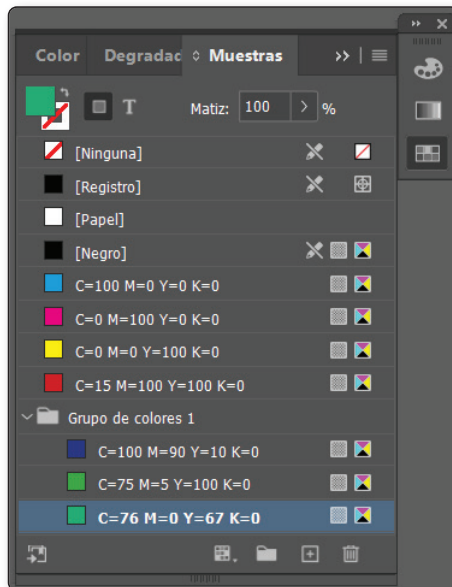 Color Degradad Muestras
T Matiz: 100 %
[Ninguna]
[Registro]
[Papel]
[Negro]
C=100 M=0 Y=0 K=0
C=0 M=100 Y=0 K=0
C=0 M=0 Y=100 K=0
C=15 M=100 Y=100 K=0
Grupo de colores 1
C=100 M=90 Y=10 K=0
C=75 M=5 Y=100 K=0
C=76 M=0 Y=67 K=0